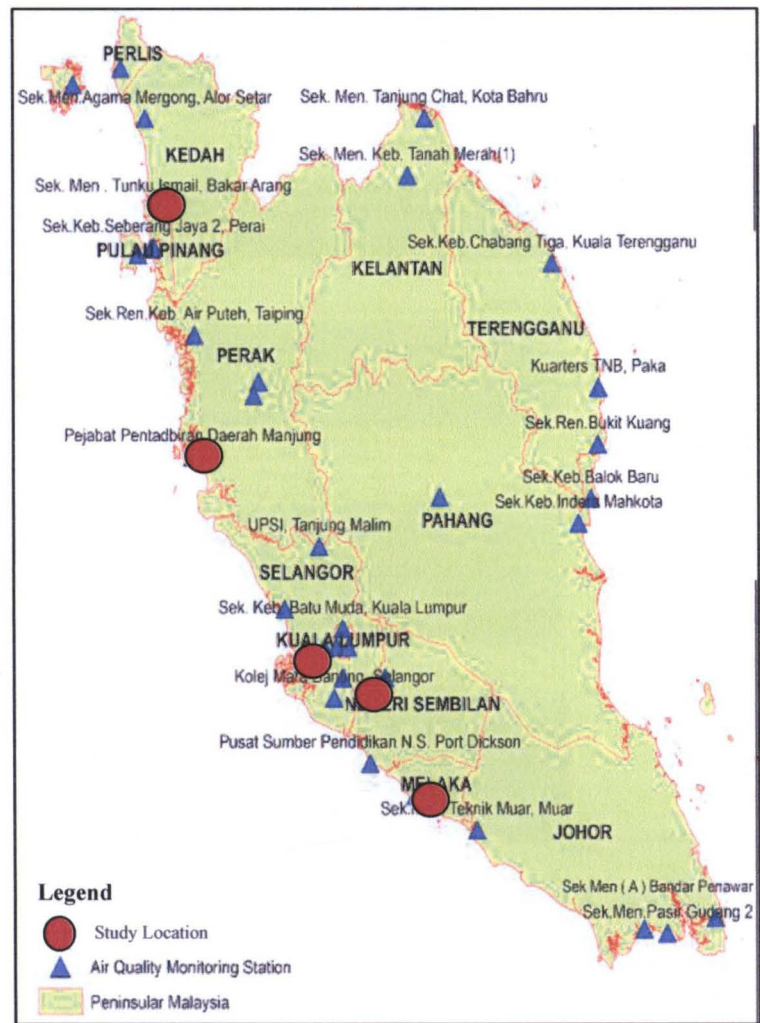 PERLIS
Sek.Men.Agama Mergong, Alor Setar
Sek. Men. Tanjung Chat, Kota Bahru
KEDAH
Sek. Men. Keb. Tanah Merah(1)
Sek. Men . Tunku Ismail, Bakar Arang
Sek.Keb.Seberang Jaya 2, Perai
PULAU PINANG
Sek.Keb.Chabang Tiga, Kuala Terengganu
KELANTAN
Sek.Ren.Keb. Air Puteh, Taiping
TERENGGANU
PERAK
Kuarters TNB, Paka
Sek.Ren.Bukit Kuang
Pejabat Pentadbiran Daerah Manjung
Sek.Keb.Balok Baru
Sek.Keb.Indera Mahkota
PAHANG
UPSI, Tanjung Malim
SELANGOR
Sek. Keb. Batu Muda, Kuala Lumpur
KUALA LUMPUR
Kolej Mara Banting, Selangor
SEMBILAN
Pusat Sumber Pendidikan N.S. Port Dickson
MELAKA
Teknik Muar, Muar
JOHOR
Sek Men ( A ) Bandar Penawar
Sek.Men.Pasir Gudang 2
Legend
Study Location
Air Quality Monitoring Station
Peninsular Malaysia